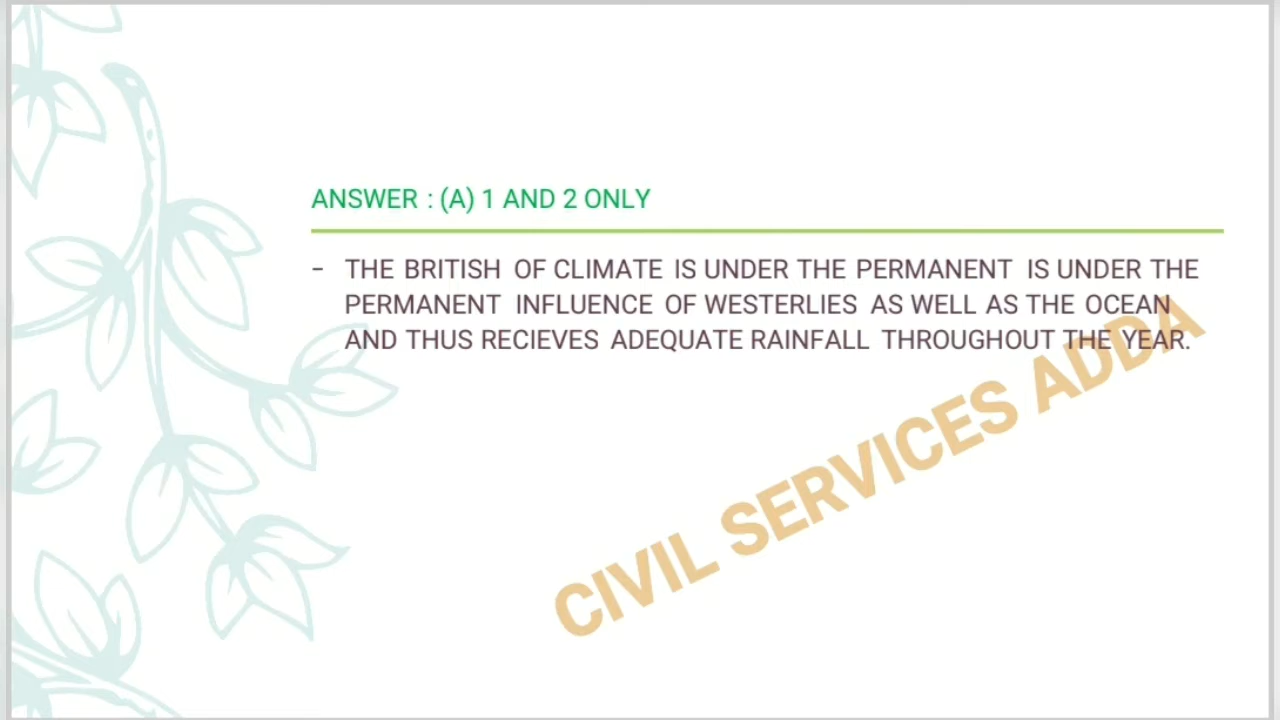 ANSWER : (A) 1 AND 2 ONLY
- THE BRITISH OF CLIMATE IS UNDER THE PERMANENT IS UNDER THE
PERMANENT INFLUENCE OF WESTERLIES AS WELL AS THE OCEAN
AND THUS RECIEVES ADEQUATE RAINFALL THROUGHOUT THE YEAR.
CIVIL SERVICES ADDA